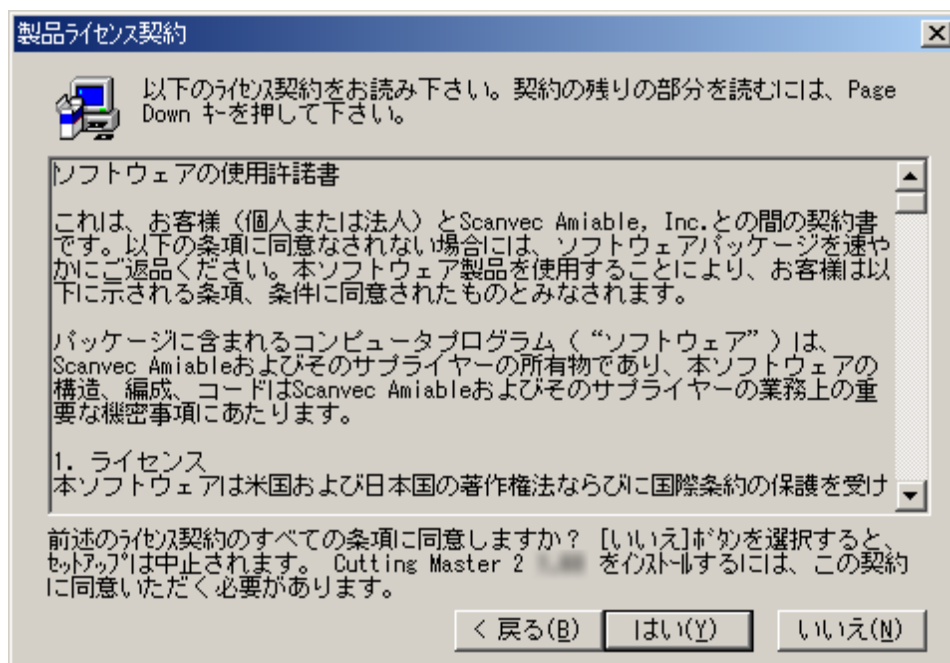 製品ﾗｲｾﾝｽ契約
以下のﾗｲｾﾝｽ契約をお読み下さい。契約の残りの部分を読むには、Page
Down ｷｰを押して下さい。
ソフトウェアの使用許諾書
これは、お客様（個人または法人）とScanvec Amiable, Inc.との間の契約書
です。以下の条項に同意なされない場合には、ソフトウェアパッケージを速や
かにご返品ください。本ソフトウェア製品を使用することにより、お客様は以
下に示される条項、条件に同意されたものとみなされます。
パッケージに含まれるコンピュータプログラム（“ソフトウェア”）は、
Scanvec Amiableおよびそのサプライヤーの所有物であり、本ソフトウェアの
構造、編成、コードはScanvec Amiableおよびそのサプライヤーの業務上の重
要な機密事項にあたります。
1. ライセンス
本ソフトウェアは米国および日本国の著作権法ならびに国際条約の保護を受け
前述のﾗｲｾﾝｽ契約のすべての条項に同意しますか？ [いいえ]ﾎﾞﾀﾝを選択すると、
ｾｯﾄｱｯﾌﾟは中止されます。 Cutting Master 2 をｲﾝｽﾄｰﾙするには、この契約
に同意いただく必要があります。
< 戻る(B) はい(Y) いいえ(N)